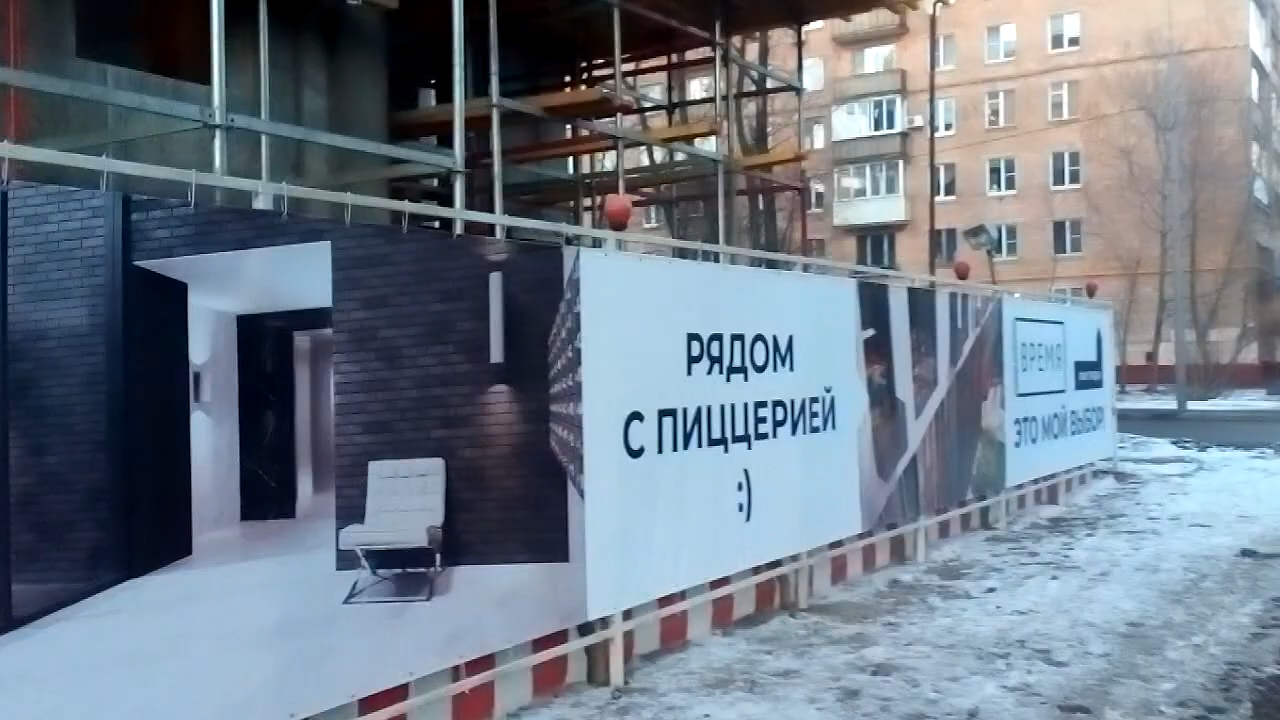 РЯДОМ
С ПИЦЦЕРИЕЙ
:)
ВРЕМЯ
ЭТО МОЙ ВЫБОР